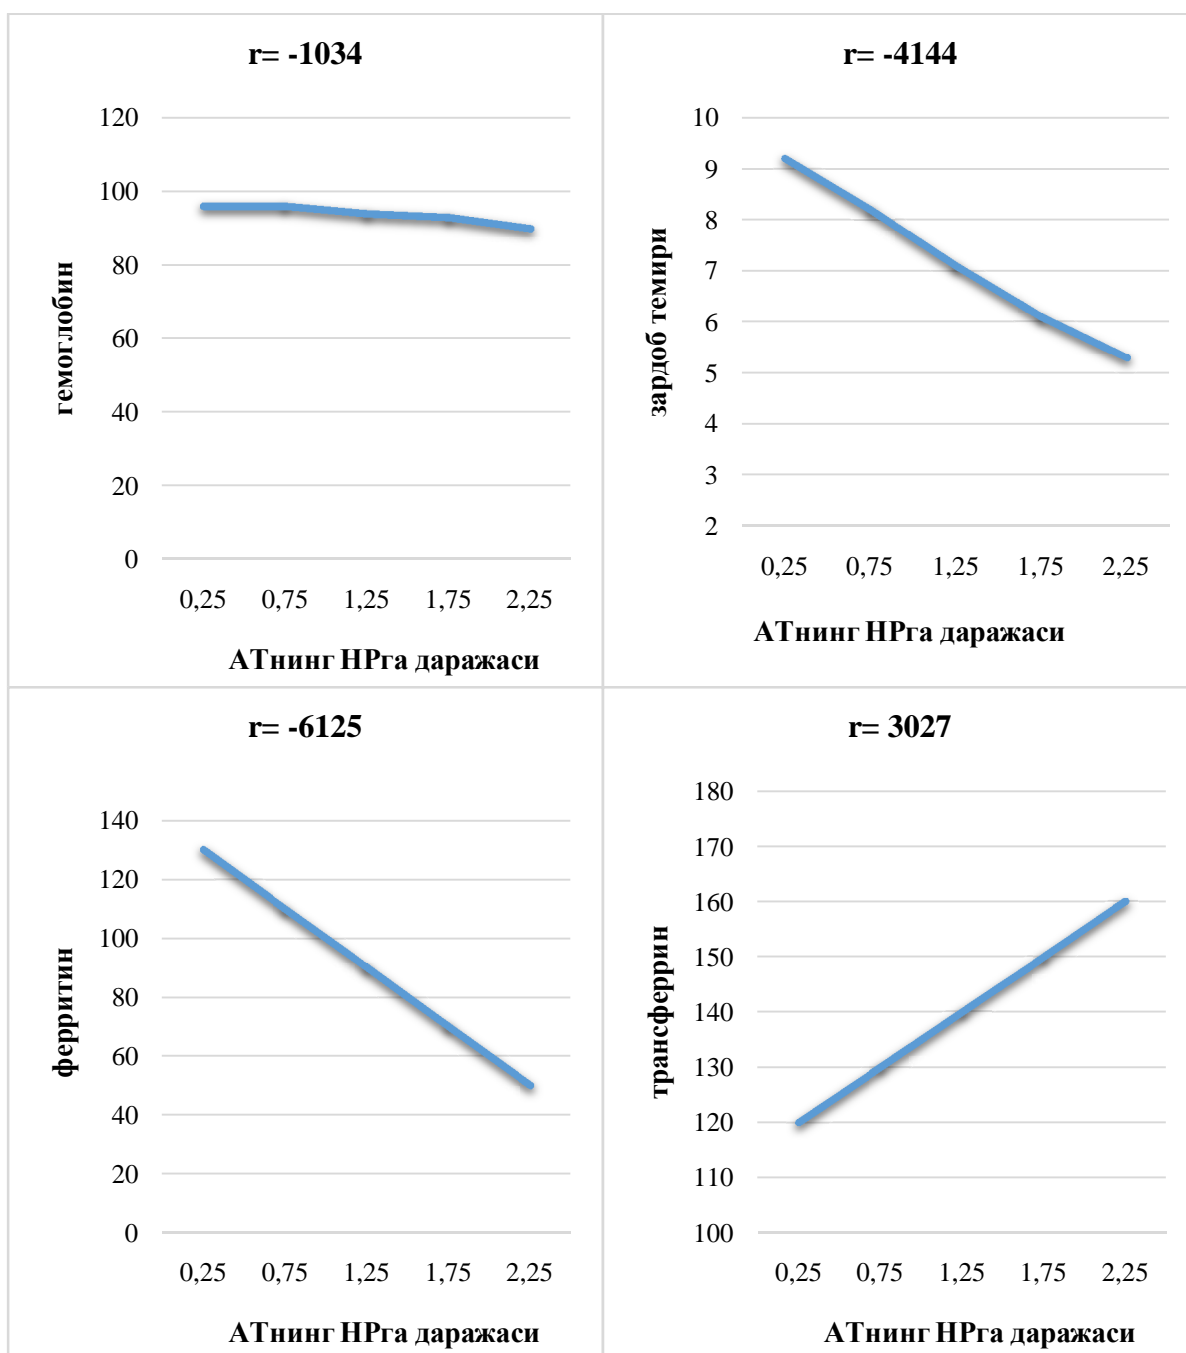 r= -1034
120
100
80
60
40
20
0
гемоглобин
0,25 0,75 1,25 1,75 2,25
АТнинг НРга даражаси
r= -4144
10
9
8
7
6
5
4
3
2
зардоб темири
0,25 0,75 1,25 1,75 2,25
АТнинг НРга даражаси
r= -6125
140
120
100
80
60
40
20
0
ферритин
0,25 0,75 1,25 1,75 2,25
АТнинг НРга даражаси
r= 3027
180
170
160
150
140
130
120
110
100
трансферрин
0,25 0,75 1,25 1,75 2,25
АТнинг НРга даражаси